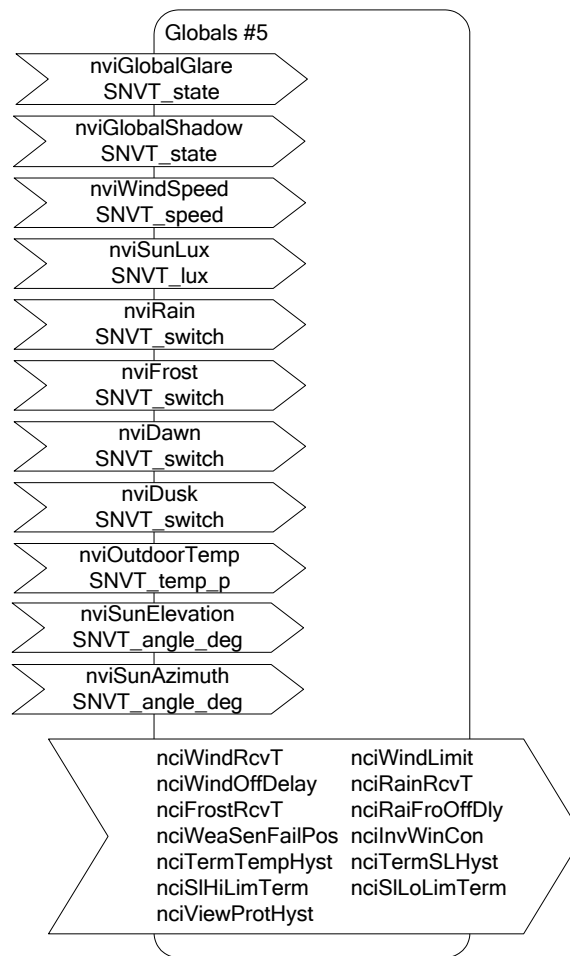 Globals #5
nviGlobalGlare
SNVT_state
nviGlobalShadow
SNVT_state
nviWindSpeed
SNVT_speed
nviSunLux
SNVT_lux
nviRain
SNVT_switch
nviFrost
SNVT_switch
nviDawn
SNVT_switch
nviDusk
SNVT_switch
nviOutdoorTemp
SNVT_temp_p
nviSunElevation
SNVT_angle_deg
nviSunAzimuth
SNVT_angle_deg
nciWindRcvT nciWindLimit
nciWindOffDelay nciRainRcvT
nciFrostRcvT nciRaiFroOffDly
nciWeaSenFailPos nciInvWinCon
nciTermTempHyst nciTermSLHyst
nciSlHiLimTerm nciSlLoLimTerm
nciViewProtHyst